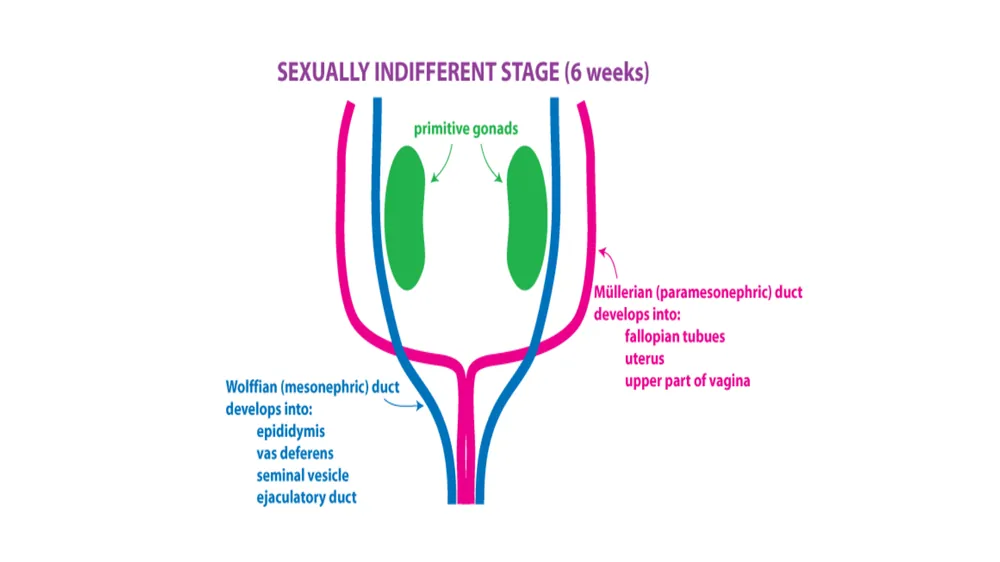 SEXUALLY INDIFFERENT STAGE (6 weeks)
primitive gonads
Müllerian (paramesonephric) duct
develops into:
fallopian tubues
uterus
upper part of vagina
Wolffian (mesonephric) duct
develops into:
epididymis
vas deferens
seminal vesicle
ejaculatory duct